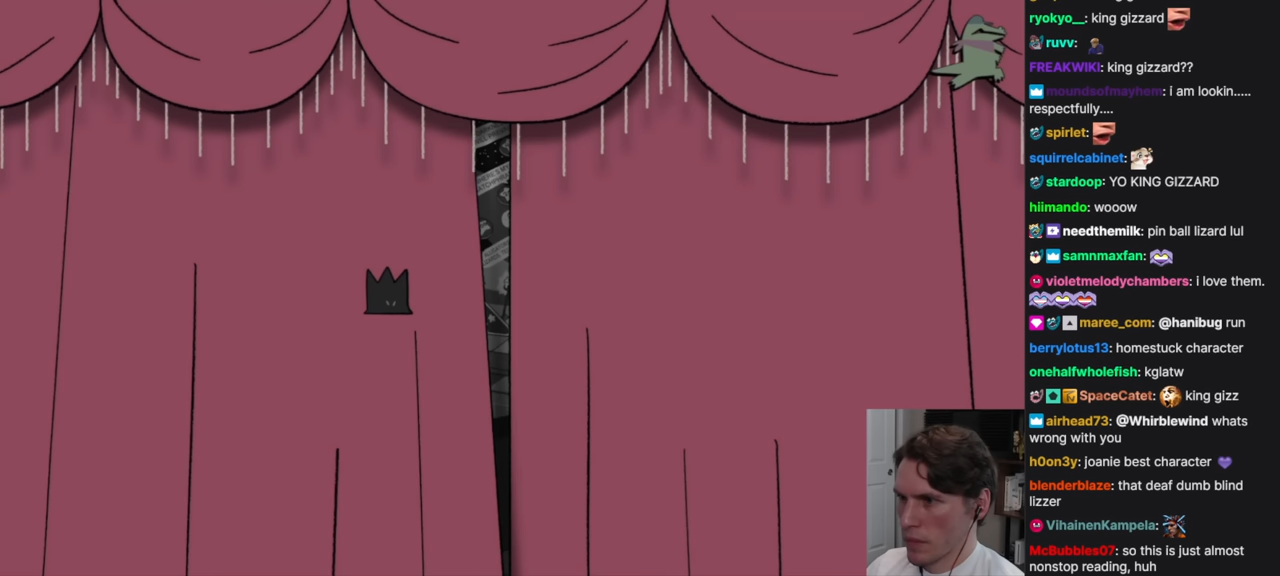 ryokyo__: king gizzard
ruvv:
FREAKWIKI: king gizzard??
moundsofmayhem: i am lookin.....
respectfully....
spirlet:
squirrelcabinet:
stardoop: YO KING GIZZARD
hiimando: wooow
needthemilk: pin ball lizard lul
samnmaxfan:
violetmelodychambers: i love them.
maree_com: @hanibug run
berrylotus13: homestuck character
onehalfwholefish: kglatw
SpaceCatet: king gizz
airhead73: @Whirblewind whats
wrong with you
h0on3y: joanie best character
blenderblaze: that deaf dumb blind
lizzer
VihainenKampela:
McBubbles07: so this is just almost
nonstop reading, huh